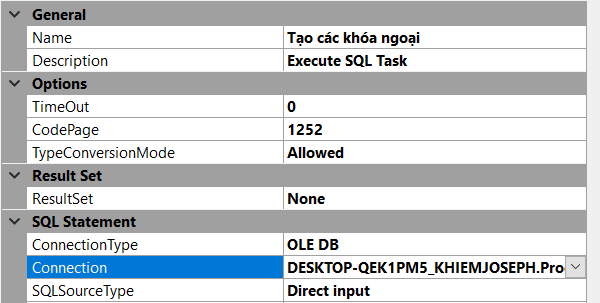 General
Name Tạo các khóa ngoại
Description Execute SQL Task
Options
TimeOut 0
CodePage 1252
TypeConversionMode Allowed
Result Set
ResultSet None
SQL Statement
ConnectionType OLE DB
Connection DESKTOP-QEK1PM5_KHIEMJOSEPH.Pro
SQLSourceType Direct input